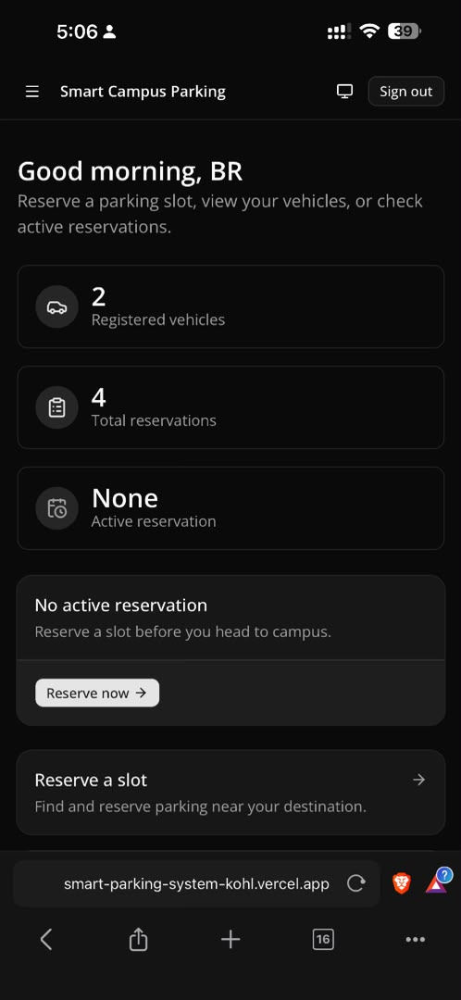 5:06
39
Smart Campus Parking
Sign out
Good morning, BR
Reserve a parking slot, view your vehicles, or check
active reservations.
2
Registered vehicles
4
Total reservations
None
Active reservation
No active reservation
Reserve a slot before you head to campus.
Reserve now →
Reserve a slot
Find and reserve parking near your destination.
smart-parking-system-kohl.vercel.app
?
16